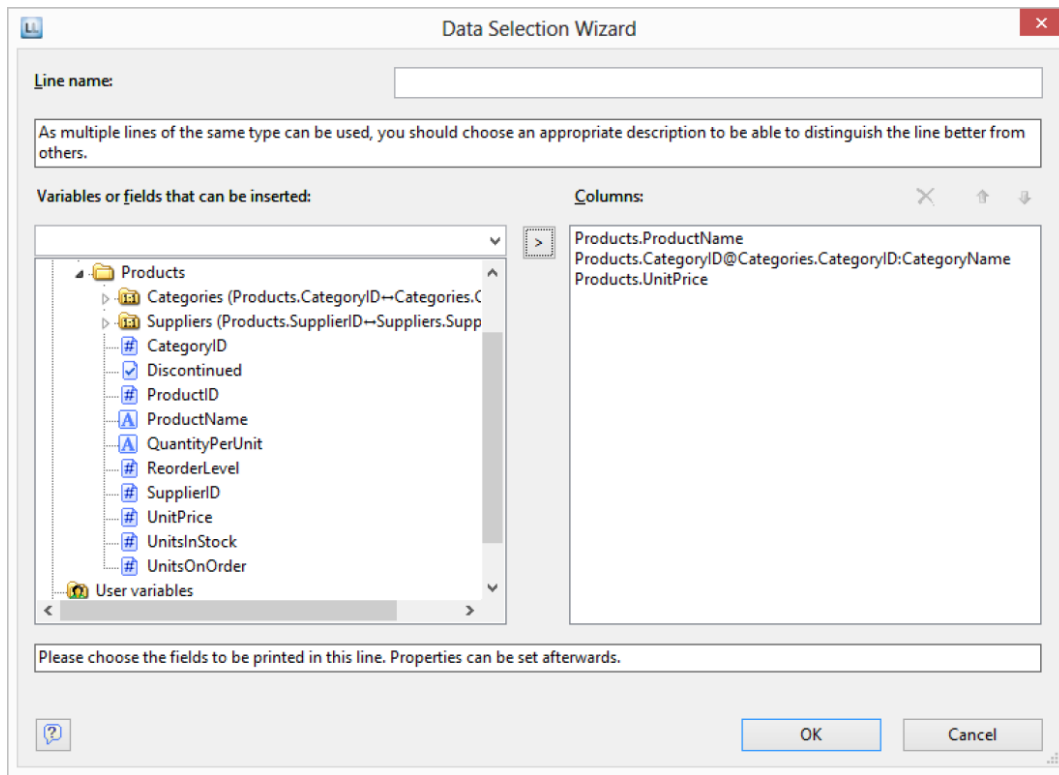 Data Selection Wizard
Line name:
As multiple lines of the same type can be used, you should choose an appropriate description to be able to distinguish the line better from
others.
Variables or fields that can be inserted:
Columns:
>
Products
Categories (Products.CategoryID↔Categories.C
Suppliers (Products.SupplierID↔Suppliers.Supp
CategoryID
Discontinued
ProductID
ProductName
QuantityPerUnit
ReorderLevel
SupplierID
UnitPrice
UnitsInStock
UnitsOnOrder
User variables
Products.ProductName
Products.CategoryID@Categories.CategoryID:CategoryName
Products.UnitPrice
Please choose the fields to be printed in this line. Properties can be set afterwards.
OK
Cancel